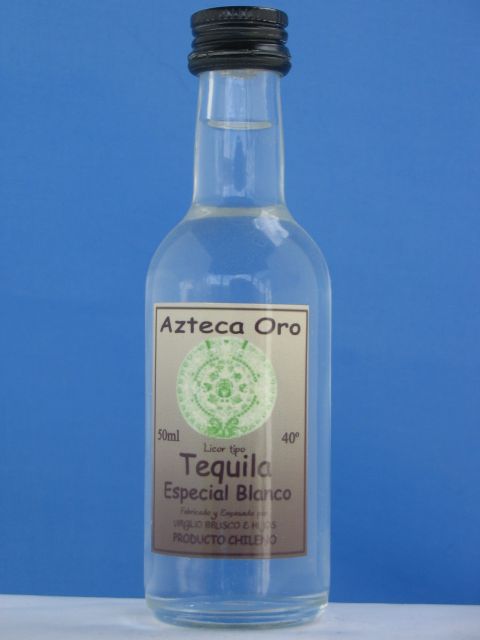 Azteca Oro
50ml 40º
Licor tipo
Tequila
Especial Blanco
Fabricado y Envasado por:
VIRGILIO BRUSCO E HIJOS
PRODUCTO CHILENO